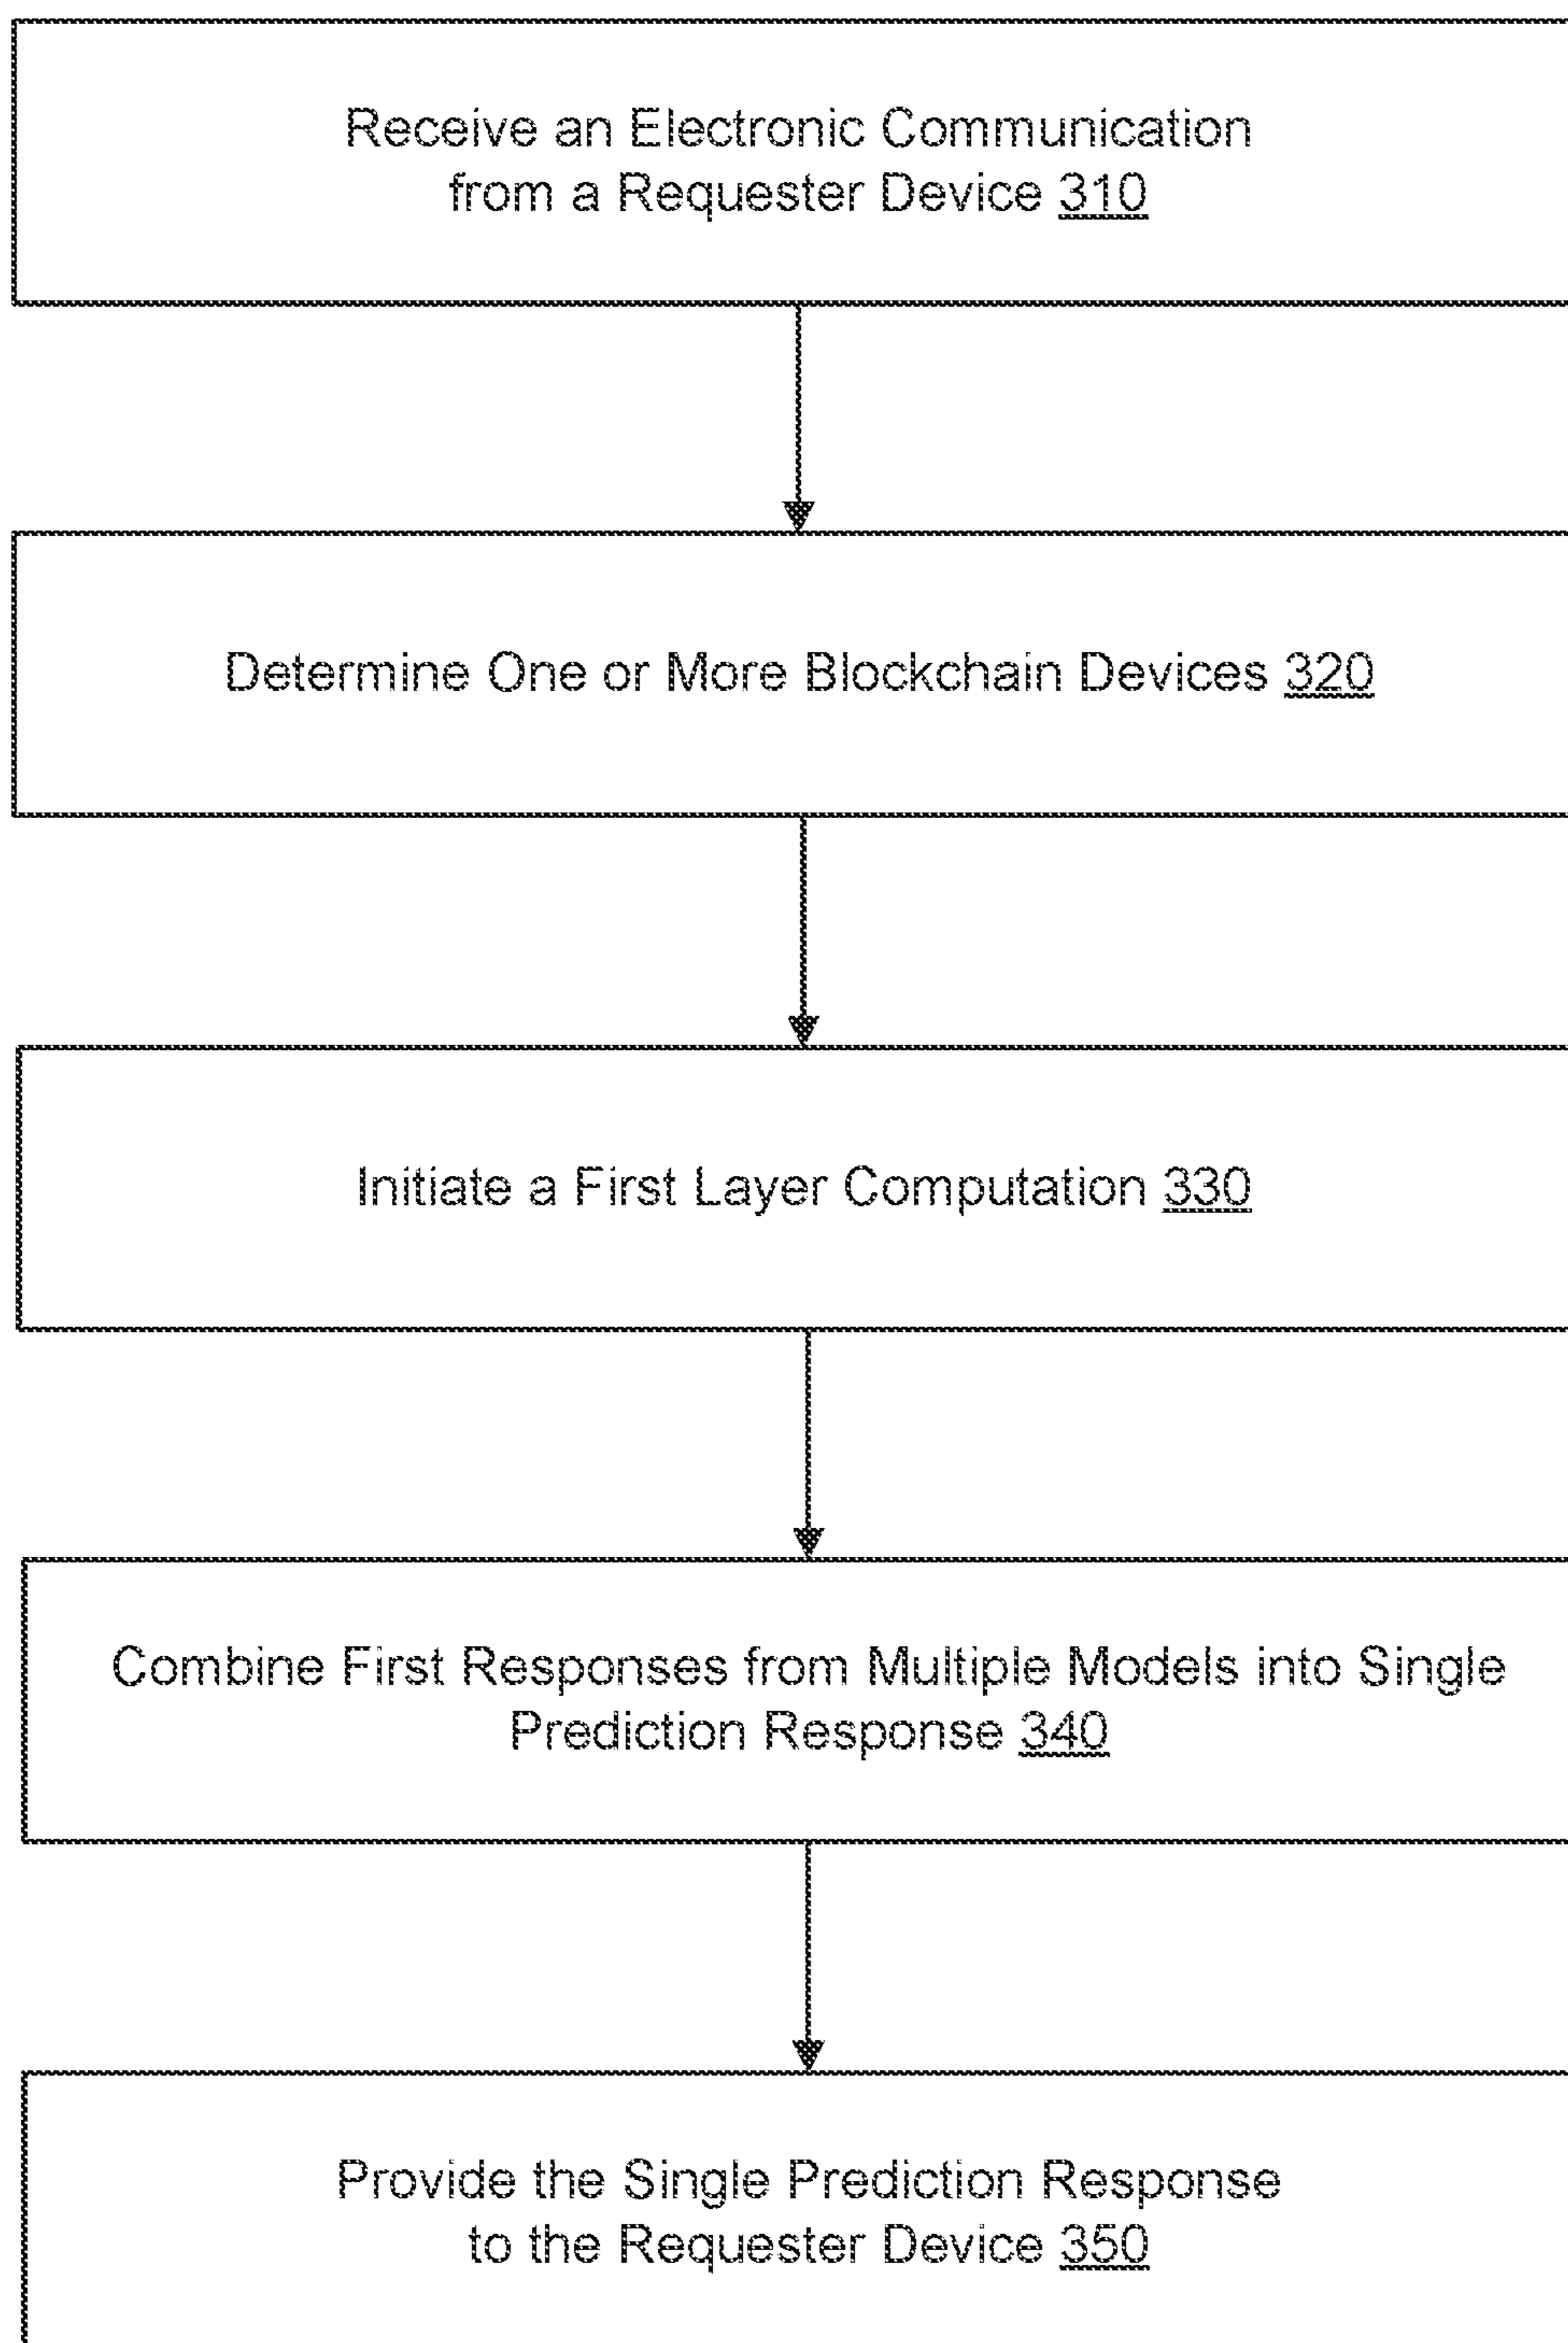 Receive an Electronic Communication
from a Requester Device 310
Determine One or More Blockchain Devices 320
Initiate a First Layer Computation 330
Combine First Responses from Multiple Models into Single
Prediction Response 340
Provide the Single Prediction Response
to the Requester Device 350